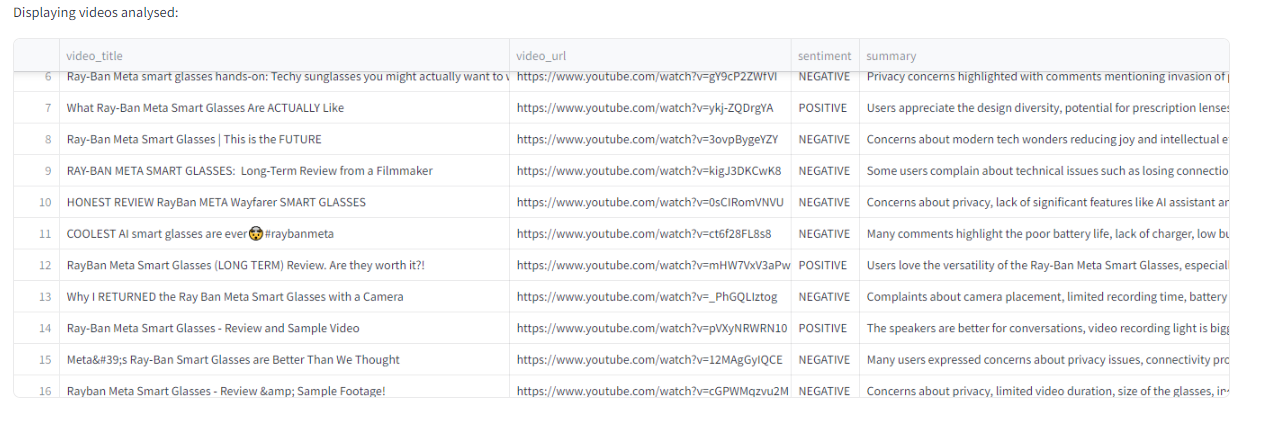 Displaying videos analysed:
video_title video_url sentiment summary
6 Ray-Ban Meta smart glasses hands-on: Techy sunglasses you might actually want to https://www.youtube.com/watch?v=gY9cP2ZWfVI NEGATIVE Privacy concerns highlighted with comments mentioning invasion of
7 What Ray-Ban Meta Smart Glasses Are ACTUALLY Like https://www.youtube.com/watch?v=ykj-ZQDrgYA POSITIVE Users appreciate the design diversity, potential for prescription lenses
8 Ray-Ban Meta Smart Glasses | This is the FUTURE https://www.youtube.com/watch?v=3ovpBygeYZY NEGATIVE Concerns about modern tech wonders reducing joy and intellectual e
9 RAY-BAN META SMART GLASSES: Long-Term Review from a Filmmaker https://www.youtube.com/watch?v=kigJ3DKCwK8 NEGATIVE Some users complain about technical issues such as losing connectio
10 HONEST REVIEW RayBan META Wayfarer SMART GLASSES https://www.youtube.com/watch?v=0sCIRomVNVU NEGATIVE Concerns about privacy, lack of significant features like AI assistant an
11 COOLEST AI smart glasses are ever🤯#raybanmeta https://www.youtube.com/watch?v=ct6f28FL8s8 NEGATIVE Many comments highlight the poor battery life, lack of charger, low bu
12 RayBan Meta Smart Glasses (LONG TERM) Review. Are they worth it?! https://www.youtube.com/watch?v=mHW7VxV3aPw POSITIVE Users love the versatility of the Ray-Ban Meta Smart Glasses, especiall
13 Why I RETURNED the Ray Ban Meta Smart Glasses with a Camera https://www.youtube.com/watch?v=_PhGQLIztog NEGATIVE Complaints about camera placement, limited recording time, battery
14 Ray-Ban Meta Smart Glasses - Review and Sample Video https://www.youtube.com/watch?v=pVXyNRWRN10 POSITIVE The speakers are better for conversations, video recording light is bigg
15 Meta&#39;s Ray-Ban Smart Glasses are Better Than We Thought https://www.youtube.com/watch?v=12MAgGyIQCE NEGATIVE Many users expressed concerns about privacy issues, connectivity pro
16 Rayban Meta Smart Glasses - Review &amp; Sample Footage! https://www.youtube.com/watch?v=cGPWMqzvu2M NEGATIVE Concerns about privacy, limited video duration, size of the glasses,